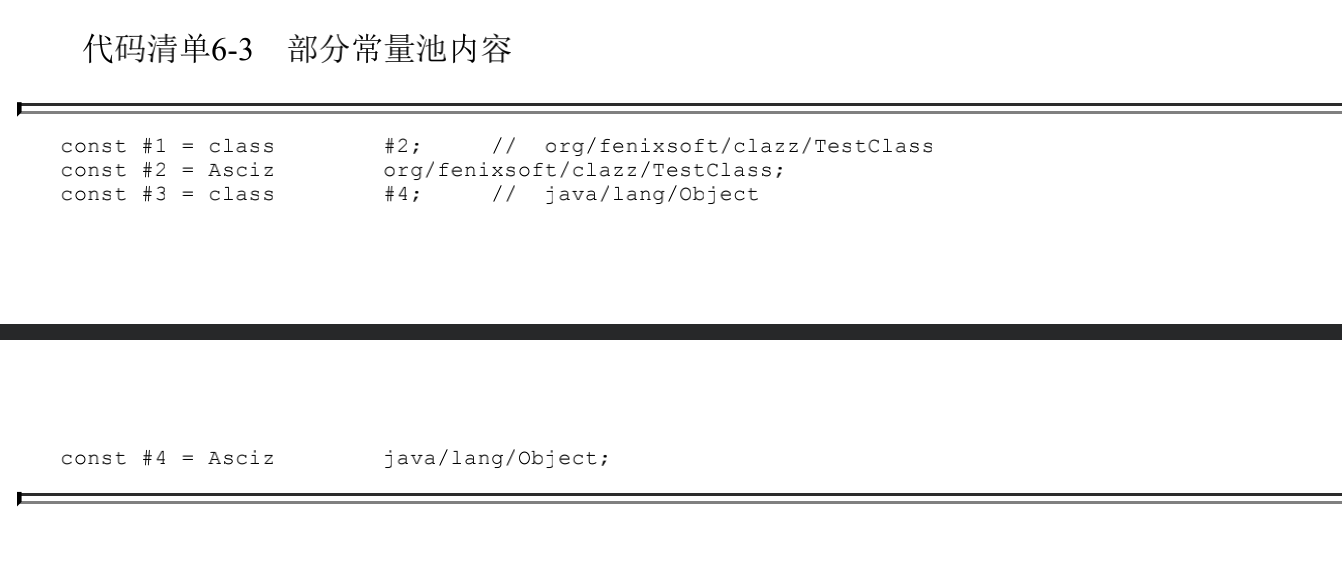 代码清单6-3 部分常量池内容
const #1 = class #2; // org/fenixsoft/clazz/TestClass
const #2 = Asciz org/fenixsoft/clazz/TestClass;
const #3 = class #4; // java/lang/Object
const #4 = Asciz java/lang/Object;